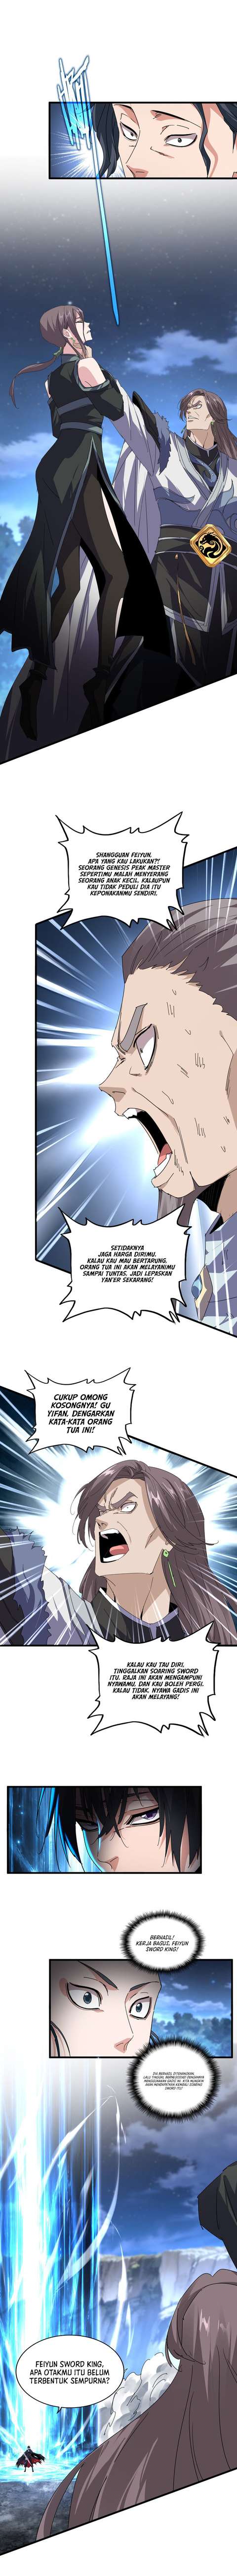 SHANGGUAN FEIYUN,
APA YANG KAU LAKUKAN?!
SEORANG GENESIS PEAK MASTER
SEPERTIMU MALAH MENYERANG
SEORANG ANAK KECIL. KALAUPUN
KAU TIDAK PEDULI DIA ITU
KEPONAKANMU SENDIRI,
SETIDAKNYA
JAGA HARGA DIRIMU.
KALAU KAU MAU BERTARUNG,
ORANG TUA INI AKAN MELAYANIMU
SAMPAI TUNTAS. JADI LEPASKAN
YAN'ER SEKARANG!
CUKUP OMONG
KOSONGNYA! GU
YIFAN, DENGARKAN
KATA-KATA ORANG
TUA INI!
KALAU KAU TAU DIRI,
TINGGALKAN SOARING SWORD
ITU. RAJA INI AKAN MENGAMPUNI
NYAWAMU, DAN KAU BOLEH PERGI.
KALAU TIDAK, NYAWA GADIS INI
AKAN MELAYANG!
BERHASIL!
KERJA BAGUS, FEIYUN
SWORD KING!
SWORD ITU!
FEIYUN SWORD KING,
APA OTAKMU ITU BELUM
TERBENTUK SEMPURNA?